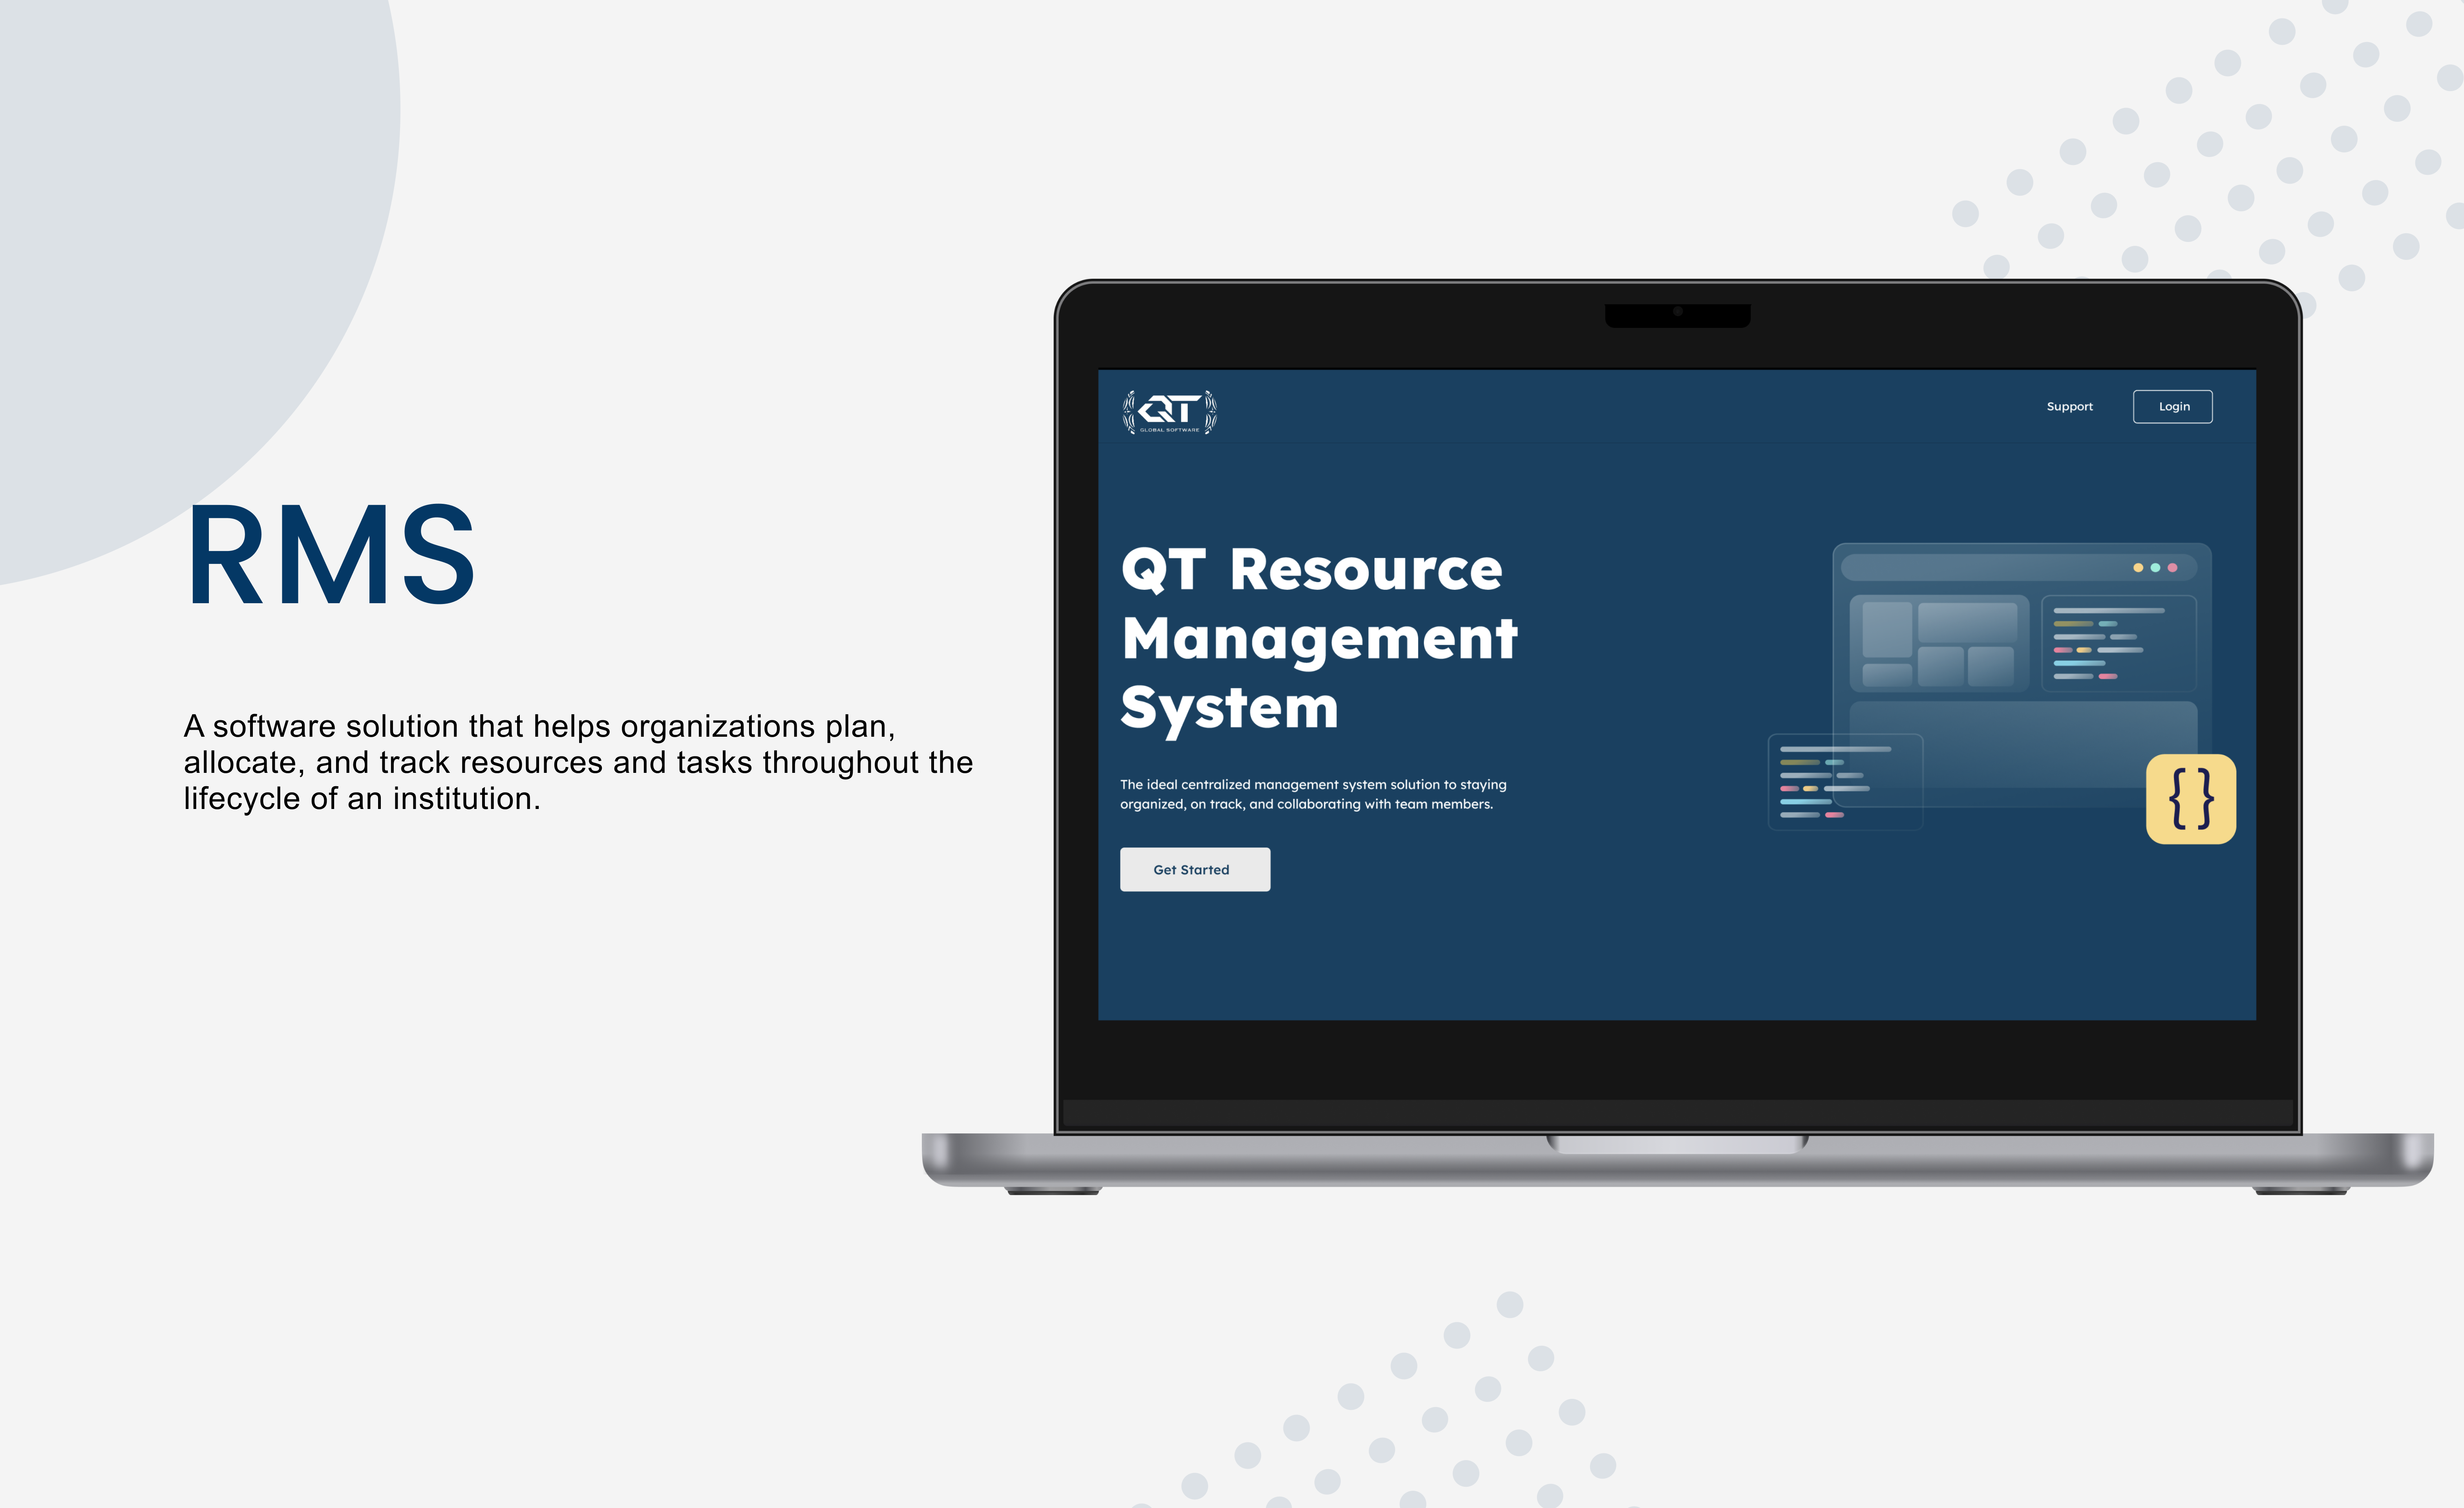 RMS
A software solution that helps organizations plan,
allocate, and track resources and tasks throughout the
lifecycle of an institution.
QT
GLOBAL SOFTWARE
Support
Login
QT Resource
Management
System
The ideal centralized management system solution to staying
organized, on track, and collaborating with team members.
Get Started
{ }